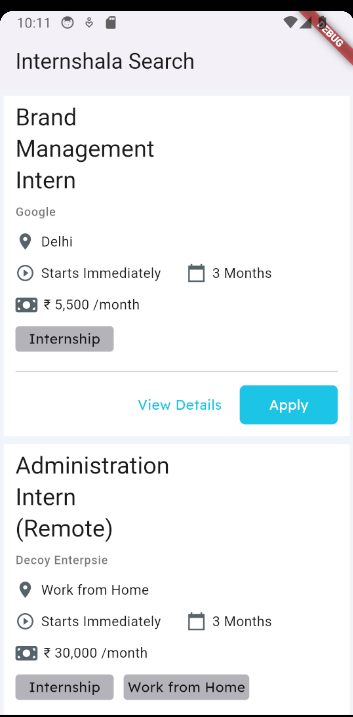 10:11
DEBUG
Internshala Search
Brand
Management
Intern
Google
Delhi
Starts Immediately 3 Months
₹ 5,500 /month
Internship
View Details Apply
Administration
Intern
(Remote)
Decoy Enterpsie
Work from Home
Starts Immediately 3 Months
₹ 30,000 /month
Internship Work from Home